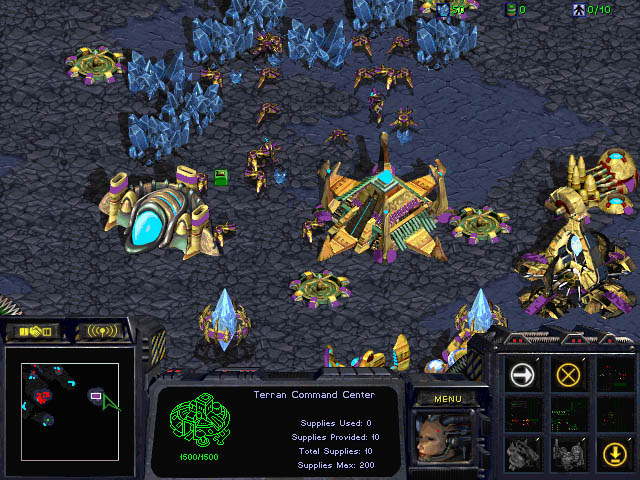 50 0 0/10
MENU
Terran Command Center
Supplies Used: 0
Supplies Provided: 10
Total Supplies: 10
Supplies Max: 200
1500/1500